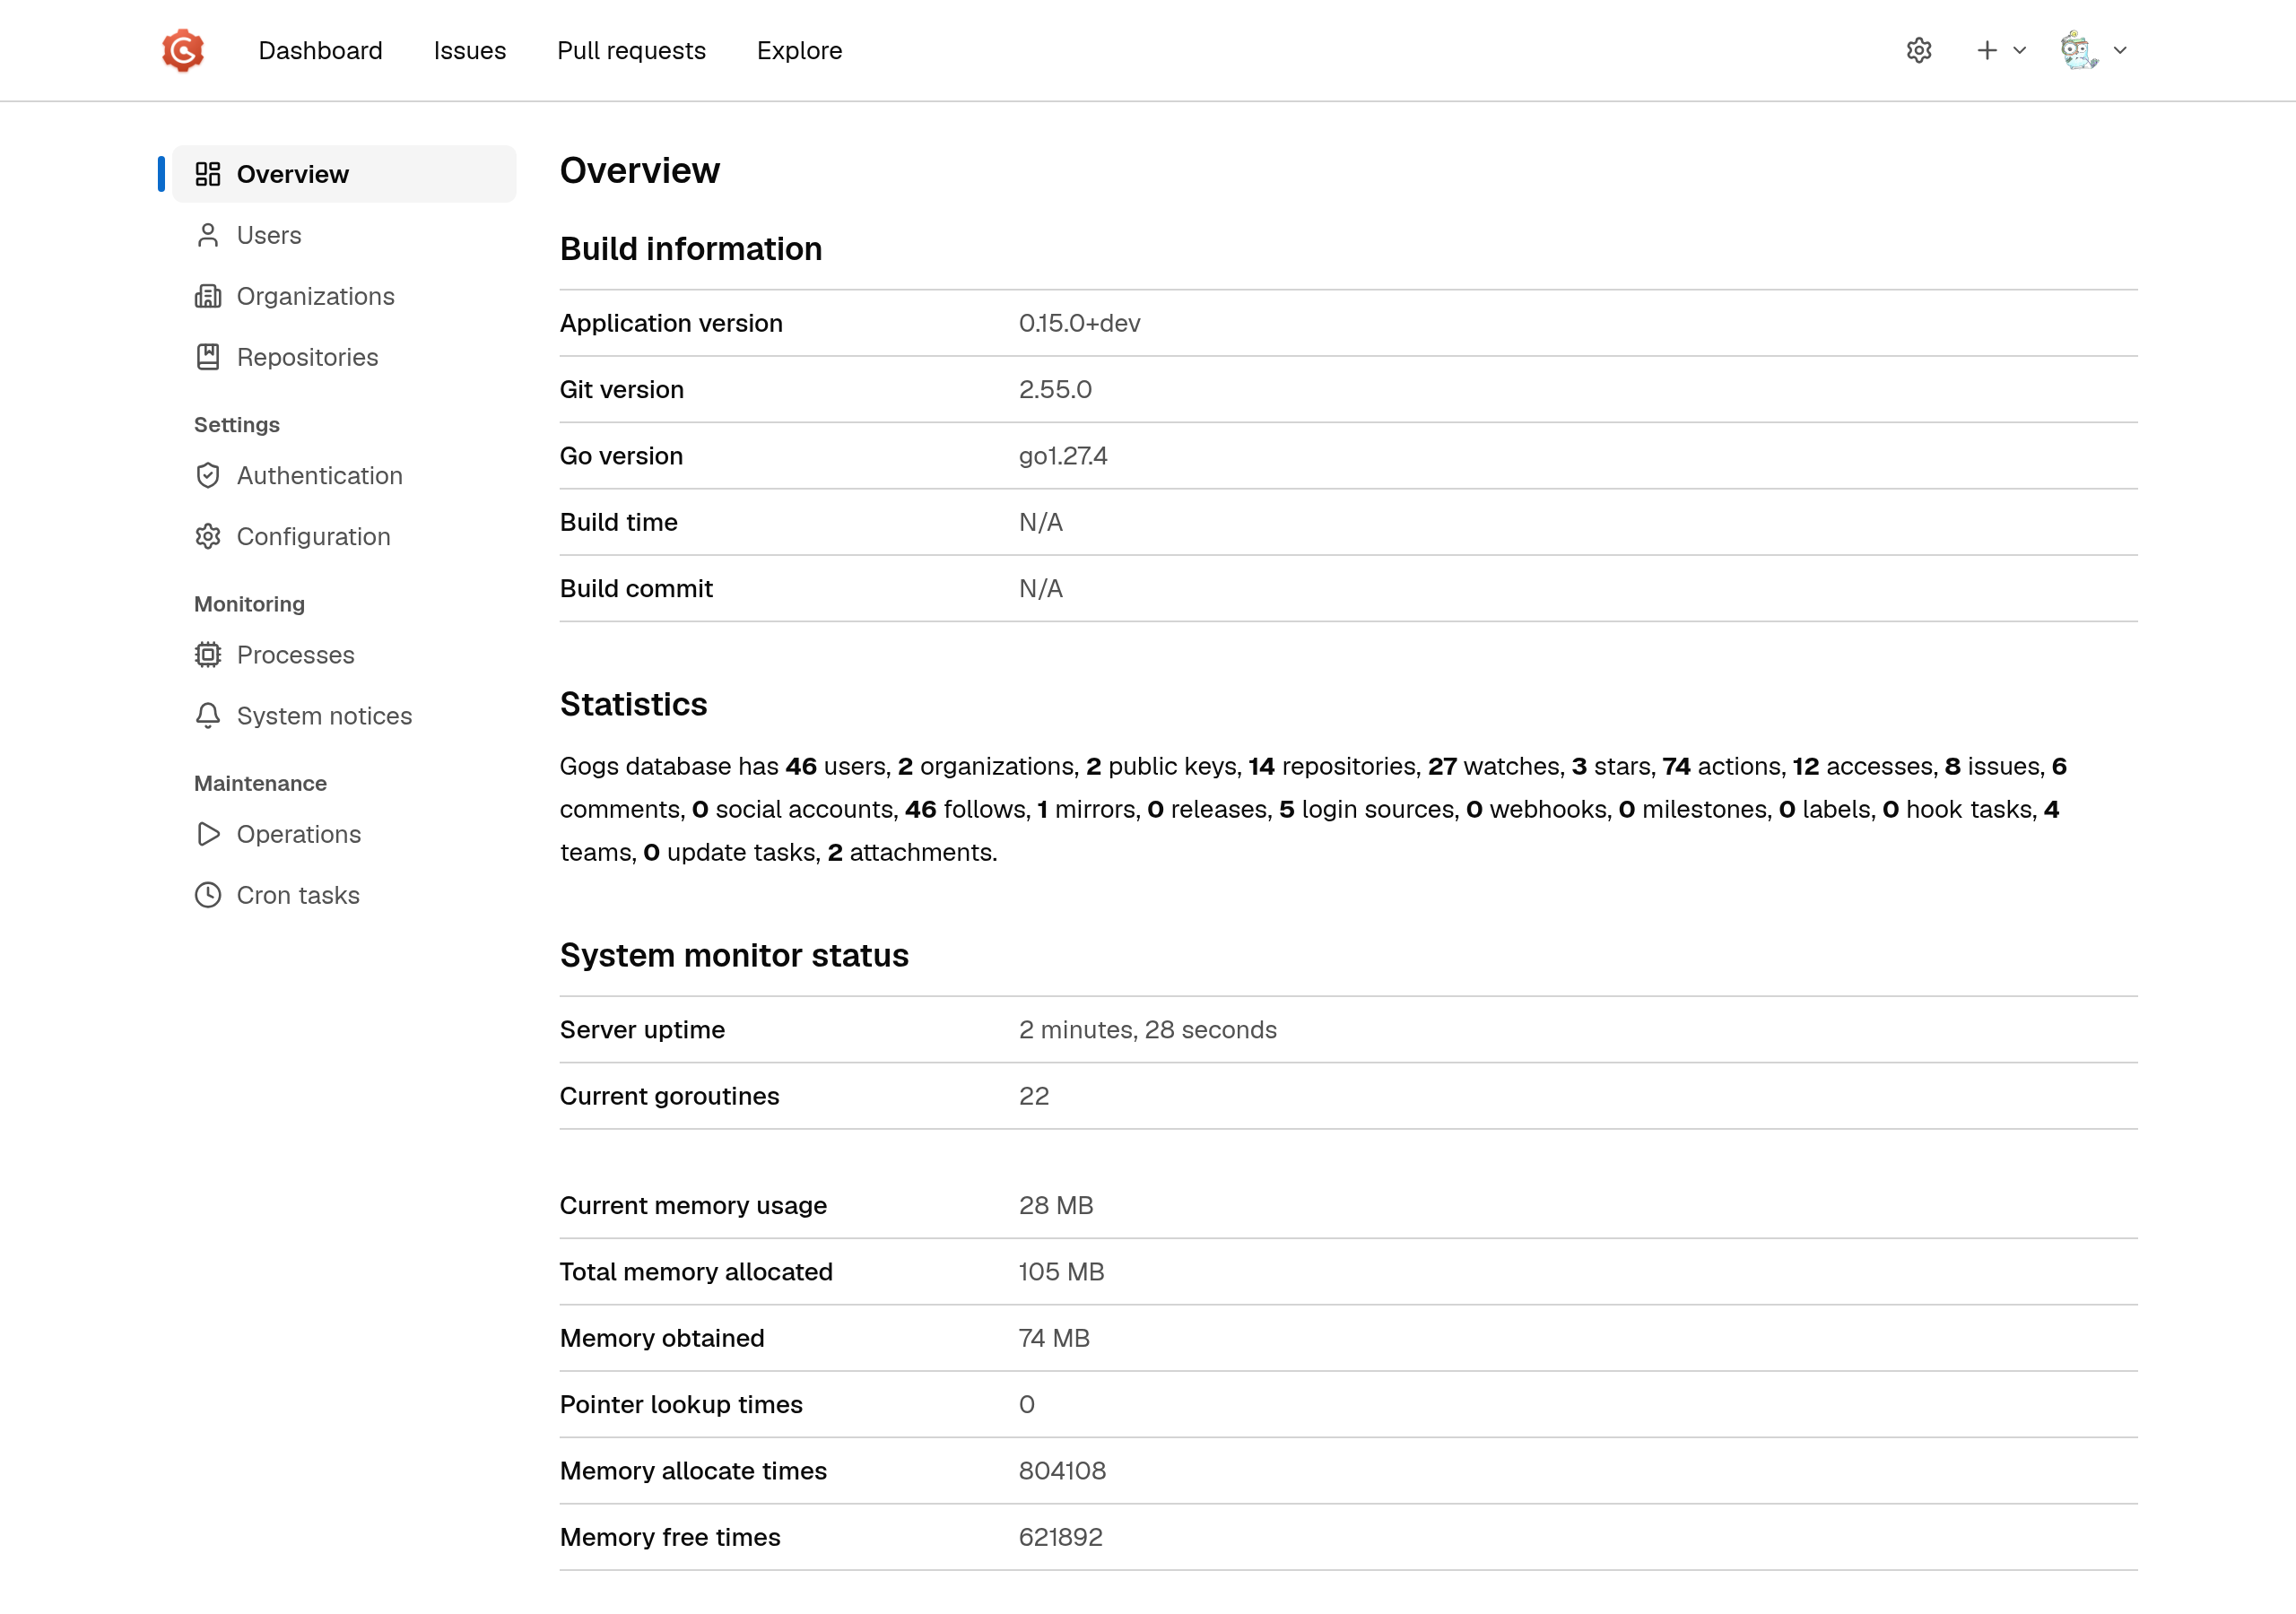 Dashboard Issues Pull requests Explore
Overview
Users
Organizations
Repositories
Settings
Authentication
Configuration
Monitoring
Processes
System notices
Maintenance
Operations
Cron tasks
Overview
Build information
Application version 0.15.0+dev
Git version 2.55.0
Go version go1.27.4
Build time N/A
Build commit N/A
Statistics
Gogs database has 46 users, 2 organizations, 2 public keys, 14 repositories, 27 watches, 3 stars, 74 actions, 12 accesses, 8 issues, 6
comments, 0 social accounts, 46 follows, 1 mirrors, 0 releases, 5 login sources, 0 webhooks, 0 milestones, 0 labels, 0 hook tasks, 4
teams, 0 update tasks, 2 attachments.
System monitor status
Server uptime 2 minutes, 28 seconds
Current goroutines 22
Current memory usage 28 MB
Total memory allocated 105 MB
Memory obtained 74 MB
Pointer lookup times 0
Memory allocate times 804108
Memory free times 621892